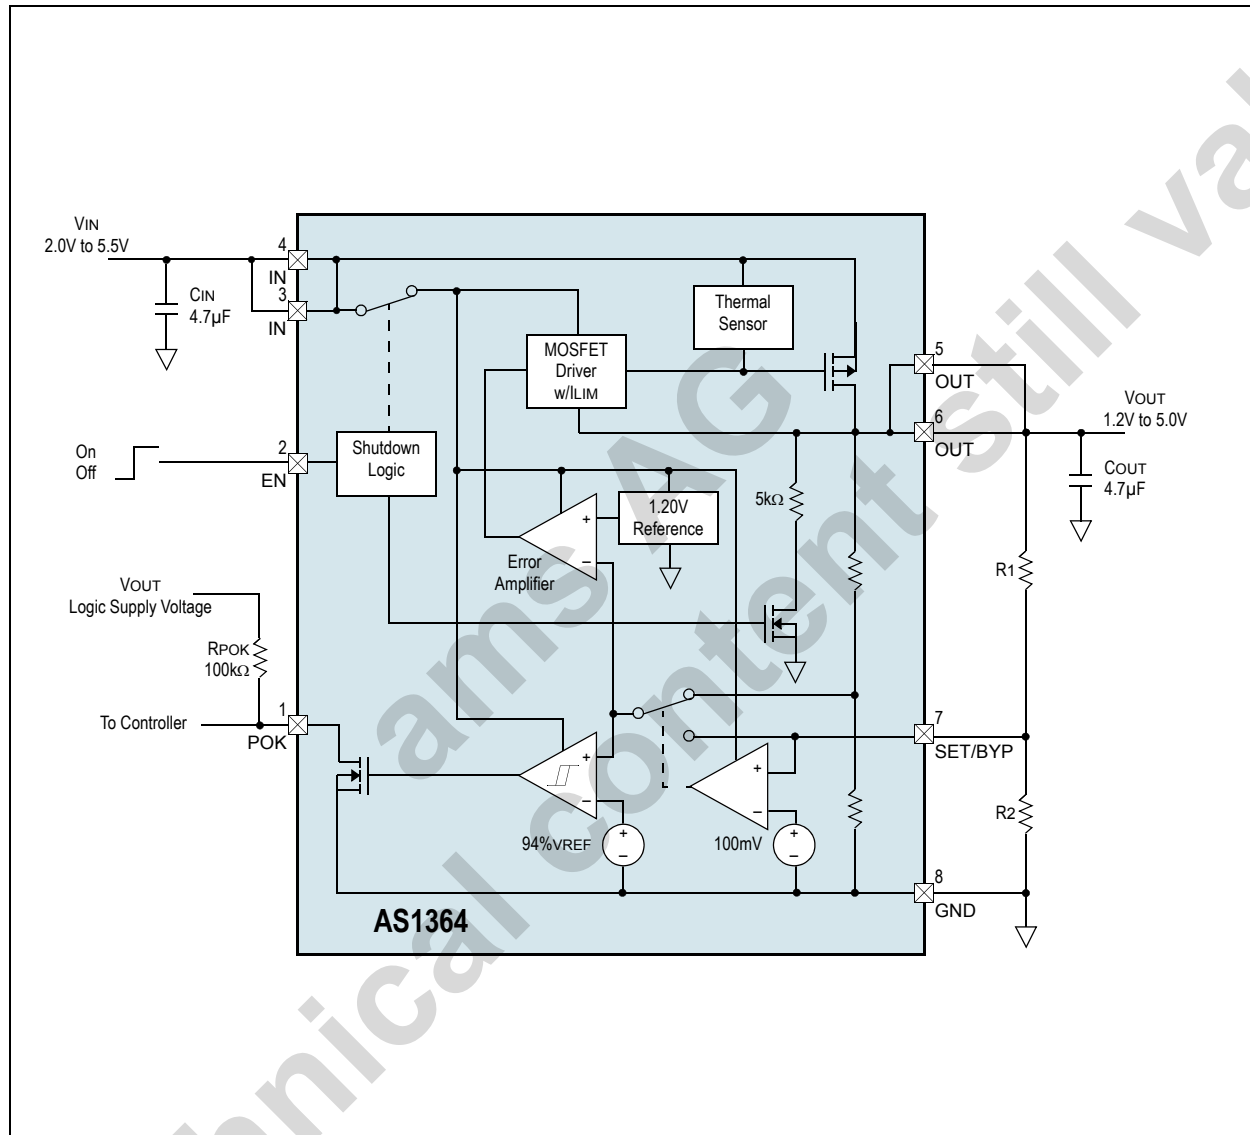 VIN
2.0V to 5.5V
4
IN
3
IN
CIN
4.7µF
Thermal
Sensor
MOSFET
Driver
w/ILIM
5
OUT
6
OUT
VOUT
1.2V to 5.0V
COUT
4.7µF
On
Off
2
EN
Shutdown
Logic
5kΩ
+
1.20V
Reference
−
Error
Amplifier
R1
VOUT
Logic Supply Voltage
RPOK
100kΩ
To Controller
1
POK
7
SET/BYP
+
−
+
−
94%VREF
+
−
100mV
+
−
R2
8
GND
AS1364
ams AG
content still va
hnical